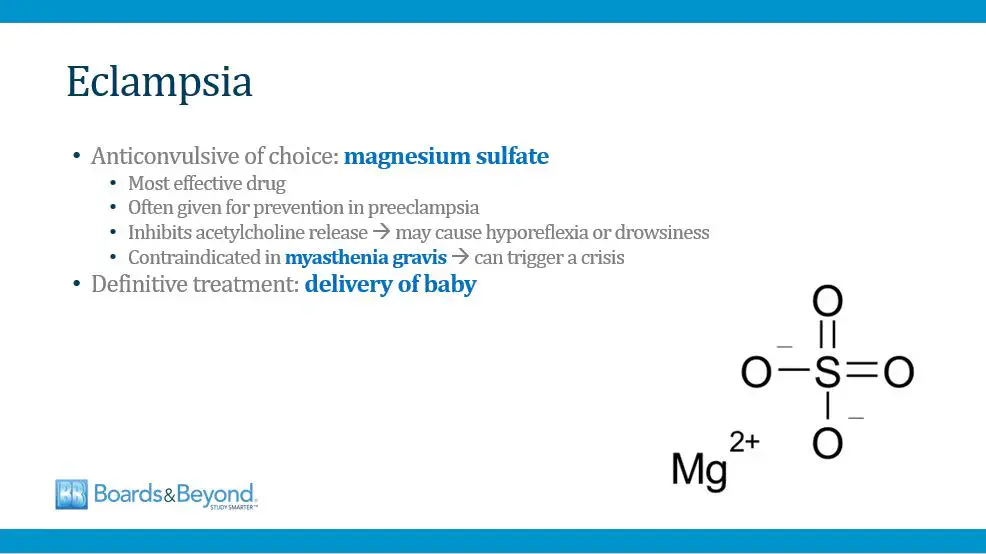 Eclampsia
• Anticonvulsive of choice: magnesium sulfate
• Most effective drug
• Often given for prevention in preeclampsia
• Inhibits acetylcholine release → may cause hyporeflexia or drowsiness
• Contraindicated in myasthenia gravis → can trigger a crisis
• Definitive treatment: delivery of baby
O
O – S = O
O
Mg 2+
BB Boards&Beyond®
STUDY SMARTER™